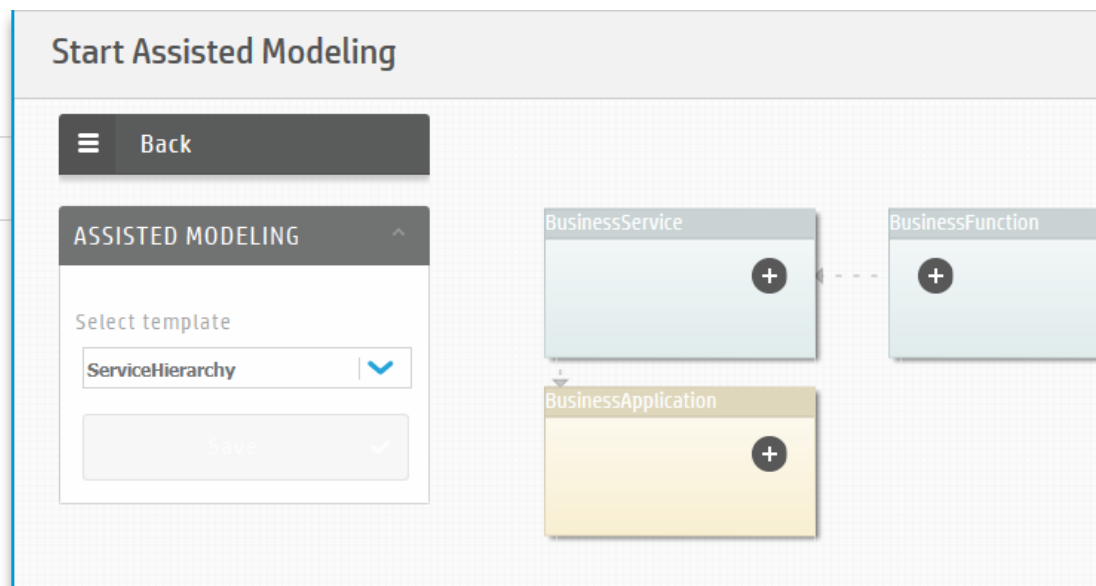 Start Assisted Modeling
Back
ASSISTED MODELING
Select template
ServiceHierarchy
Save
BusinessService
BusinessFunction
BusinessApplication